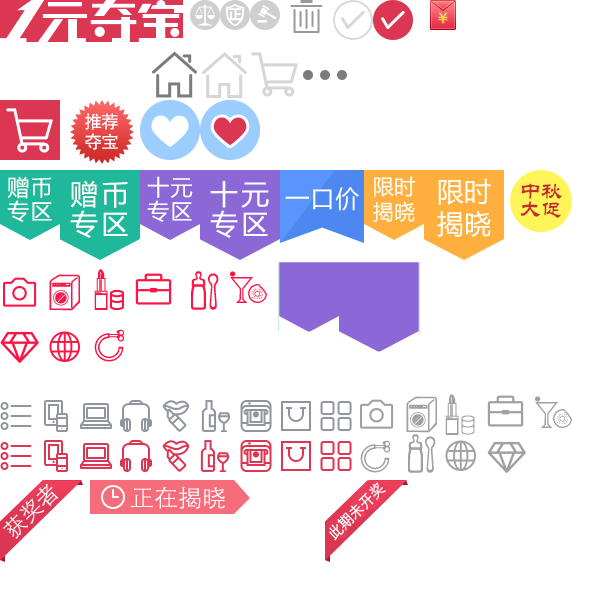 1元夺宝
正
¥
推荐
夺宝
赠币
专区
赠币
专区
十元
专区
十元
专区
一口价
限时
揭晓
限时
揭晓
中秋
大促
获奖者
正在揭晓
此期未开奖